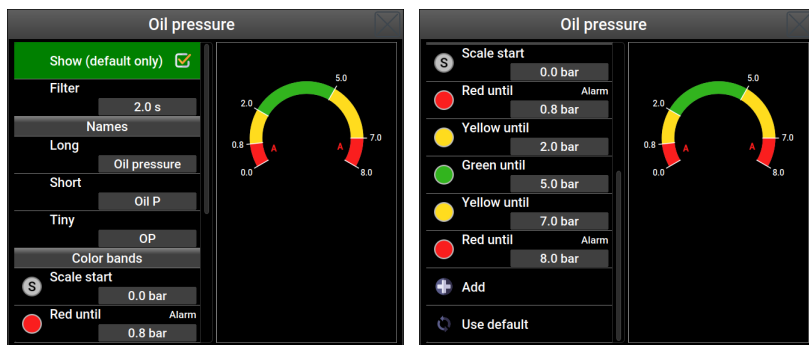 Oil pressure
Show (default only)
Filter
2.0 s
Names
Long
Oil pressure
Short
Oil P
Tiny
OP
Color bands
S Scale start
0.0 bar
Red until Alarm
0.8 bar
5.0
2.0
0.8 A A 7.0
0.0 8.0
Oil pressure
S Scale start
0.0 bar
Red until Alarm
0.8 bar
Yellow until
2.0 bar
Green until
5.0 bar
Yellow until
7.0 bar
Red until Alarm
8.0 bar
Add
Use default
5.0
2.0
0.8 A A 7.0
0.0 8.0